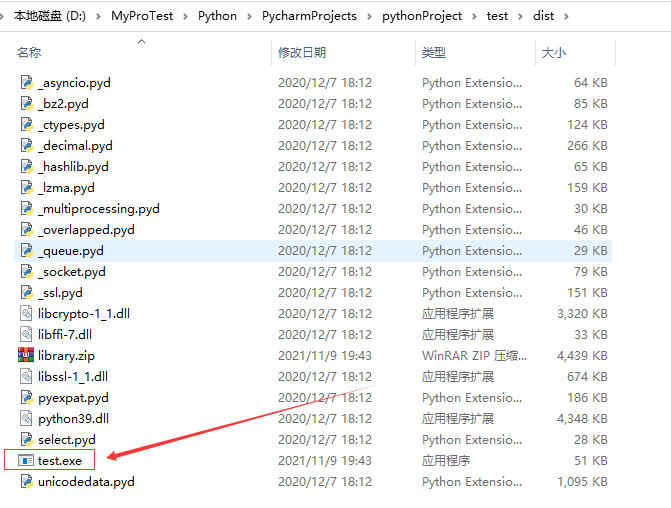 本地磁盘 (D:) > MyProTest > Python > PycharmProjects > pythonProject > test > dist >
名称 修改日期 类型 大小
_asyncio.pyd 2020/12/7 18:12 Python Extensio... 64 KB
_bz2.pyd 2020/12/7 18:12 Python Extensio... 85 KB
_ctypes.pyd 2020/12/7 18:12 Python Extensio... 124 KB
_decimal.pyd 2020/12/7 18:12 Python Extensio... 266 KB
_hashlib.pyd 2020/12/7 18:12 Python Extensio... 65 KB
_lzma.pyd 2020/12/7 18:12 Python Extensio... 159 KB
_multiprocessing.pyd 2020/12/7 18:12 Python Extensio... 30 KB
_overlapped.pyd 2020/12/7 18:12 Python Extensio... 46 KB
_queue.pyd 2020/12/7 18:12 Python Extensio... 29 KB
_socket.pyd 2020/12/7 18:12 Python Extensio... 79 KB
_ssl.pyd 2020/12/7 18:12 Python Extensio... 151 KB
libcrypto-1_1.dll 2020/12/7 18:12 应用程序扩展 3,320 KB
libffi-7.dll 2020/12/7 18:12 应用程序扩展 33 KB
library.zip 2021/11/9 19:43 WinRAR ZIP 压缩... 4,439 KB
libssl-1_1.dll 2020/12/7 18:12 应用程序扩展 674 KB
pyexpat.pyd 2020/12/7 18:12 Python Extensio... 186 KB
python39.dll 2020/12/7 18:12 应用程序扩展 4,348 KB
select.pyd 2020/12/7 18:12 Python Extensio... 28 KB
test.exe 2021/11/9 19:43 应用程序 51 KB
unicodedata.pyd 2020/12/7 18:12 Python Extensio... 1,095 KB